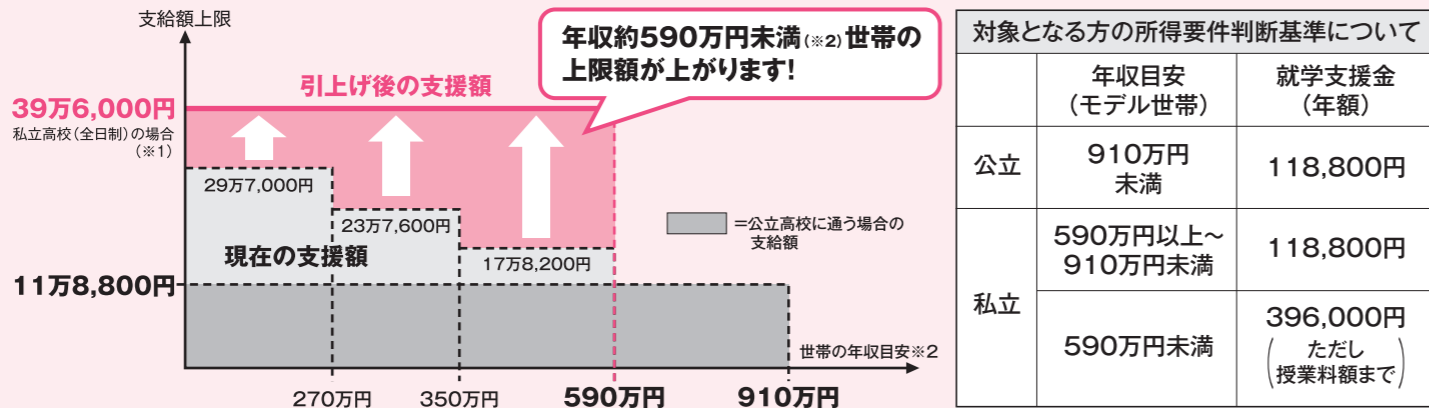 支給額上限
年収約590万円未満(※2)世帯の
上限額が上がります!
引上げ後の支援額
39万6,000円
私立高校(全日制)の場合
(※1)
29万7,000円
23万7,600円
17万8,200円
現在の支援額
=公立高校に通う場合の
支給額
11万8,800円
世帯の年収目安※2
270万円
350万円
590万円
910万円
対象となる方の所得要件判断基準について
年収目安
(モデル世帯)
就学支援金
(年額)
公立
910万円
未満
118,800円
私立
590万円以上~
910万円未満
118,800円
590万円未満
396,000円
(ただし
授業料額まで)